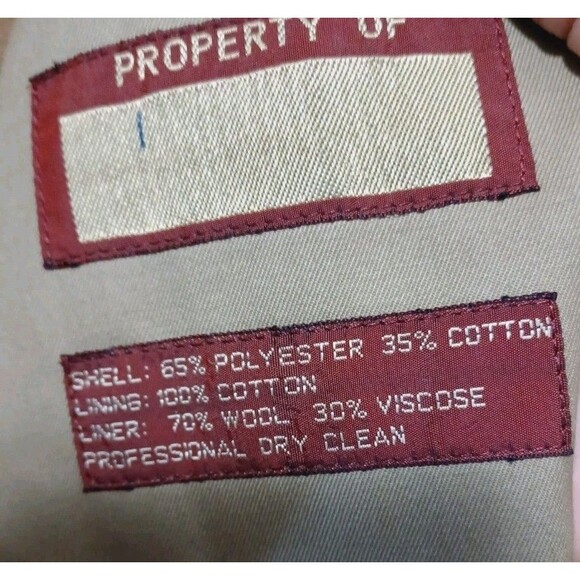 PROPERTY OF
SHELL: 65% POLYESTER 35% COTTON
LINING: 100% COTTON
LINER: 70% WOOL 30% VISCOSE
PROFESSIONAL DRY CLEAN